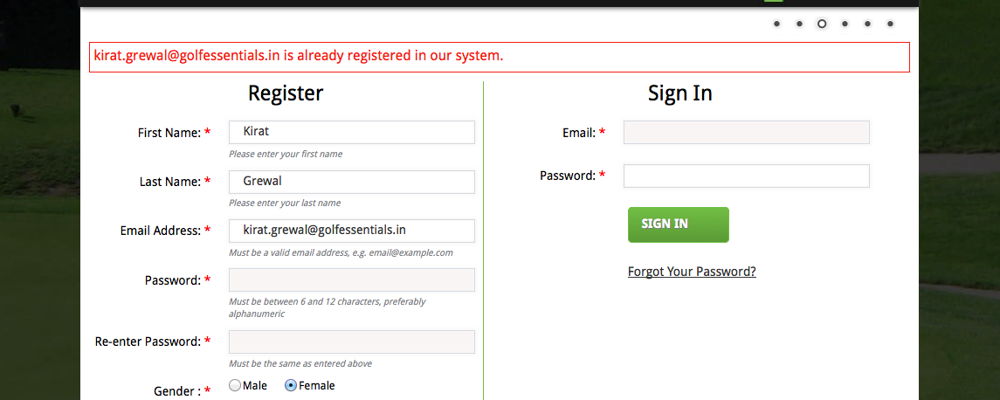 kirat.grewal@golfessentials.in is already registered in our system.
Register
First Name: *
Kirat
Please enter your first name
Last Name: *
Grewal
Please enter your last name
Email Address: *
kirat.grewal@golfessentials.in
Must be a valid email address, e.g. email@example.com
Password: *
Must be between 6 and 12 characters, preferably
alphanumeric
Re-enter Password: *
Must be the same as entered above
Gender : *
Male
Female
Sign In
Email: *
Password: *
SIGN IN
Forgot Your Password?